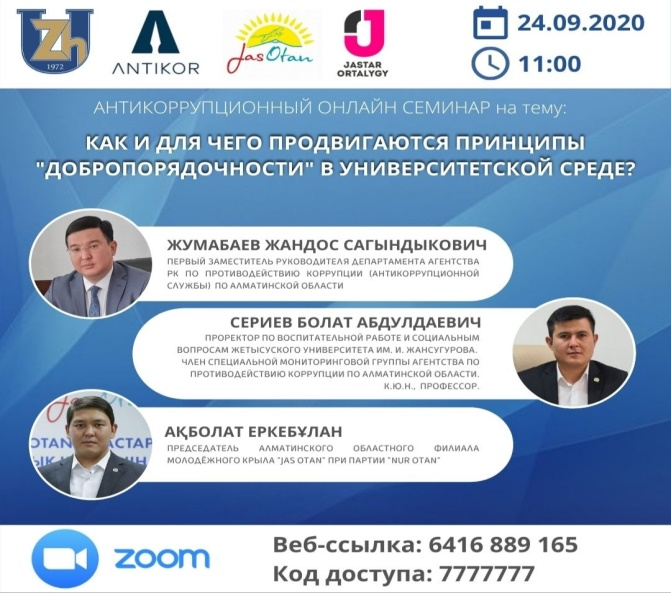 Zh
1972
ANTIKOR
Jas Otan
JASTAR
ORTALYGY
24.09.2020
11:00
АНТИКОРРУПЦИОННЫЙ ОНЛАЙН СЕМИНАР на тему:
КАК И ДЛЯ ЧЕГО ПРОДВИГАЮТСЯ ПРИНЦИПЫ
"ДОБРОПОРЯДОЧНОСТИ" В УНИВЕРСИТЕТСКОЙ СРЕДЕ?
ЖУМАБАЕВ ЖАНДОС САГЫНДЫКОВИЧ
ПЕРВЫЙ ЗАМЕСТИТЕЛЬ РУКОВОДИТЕЛЯ ДЕПАРТАМЕНТА АГЕНТСТВА
РК ПО ПРОТИВОДЕЙСТВИЮ КОРРУПЦИИ (АНТИКОРРУПЦИОННОЙ
СЛУЖБЫ) ПО АЛМАТИНСКОЙ ОБЛАСТИ
СЕРИЕВ БОЛАТ АБДУЛДАЕВИЧ
ПРОРЕКТОР ПО ВОСПИТАТЕЛЬНОЙ РАБОТЕ И СОЦИАЛЬНЫМ
ВОПРОСАМ ЖЕТЫСУСКОГО УНИВЕРСИТЕТА ИМ. И. ЖАНСУГУРОВА.
ЧЛЕН СПЕЦИАЛЬНОЙ МОНИТОРИНГОВОЙ ГРУППЫ АГЕНТСТВА ПО
ПРОТИВОДЕЙСТВИЮ КОРРУПЦИИ ПО АЛМАТИНСКОЙ ОБЛАСТИ.
К.Ю.Н., ПРОФЕССОР.
АҚБОЛАТ ЕРКЕБҰЛАН
ПРЕДСЕДАТЕЛЬ АЛМАТИНСКОГО ОБЛАСТНОГО ФИЛИАЛА
МОЛОДЁЖНОГО КРЫЛА "JAS OTAN" ПРИ ПАРТИИ "NUR OTAN"
zoom
Веб-ссылка: 6416 889 165
Код доступа: 7777777